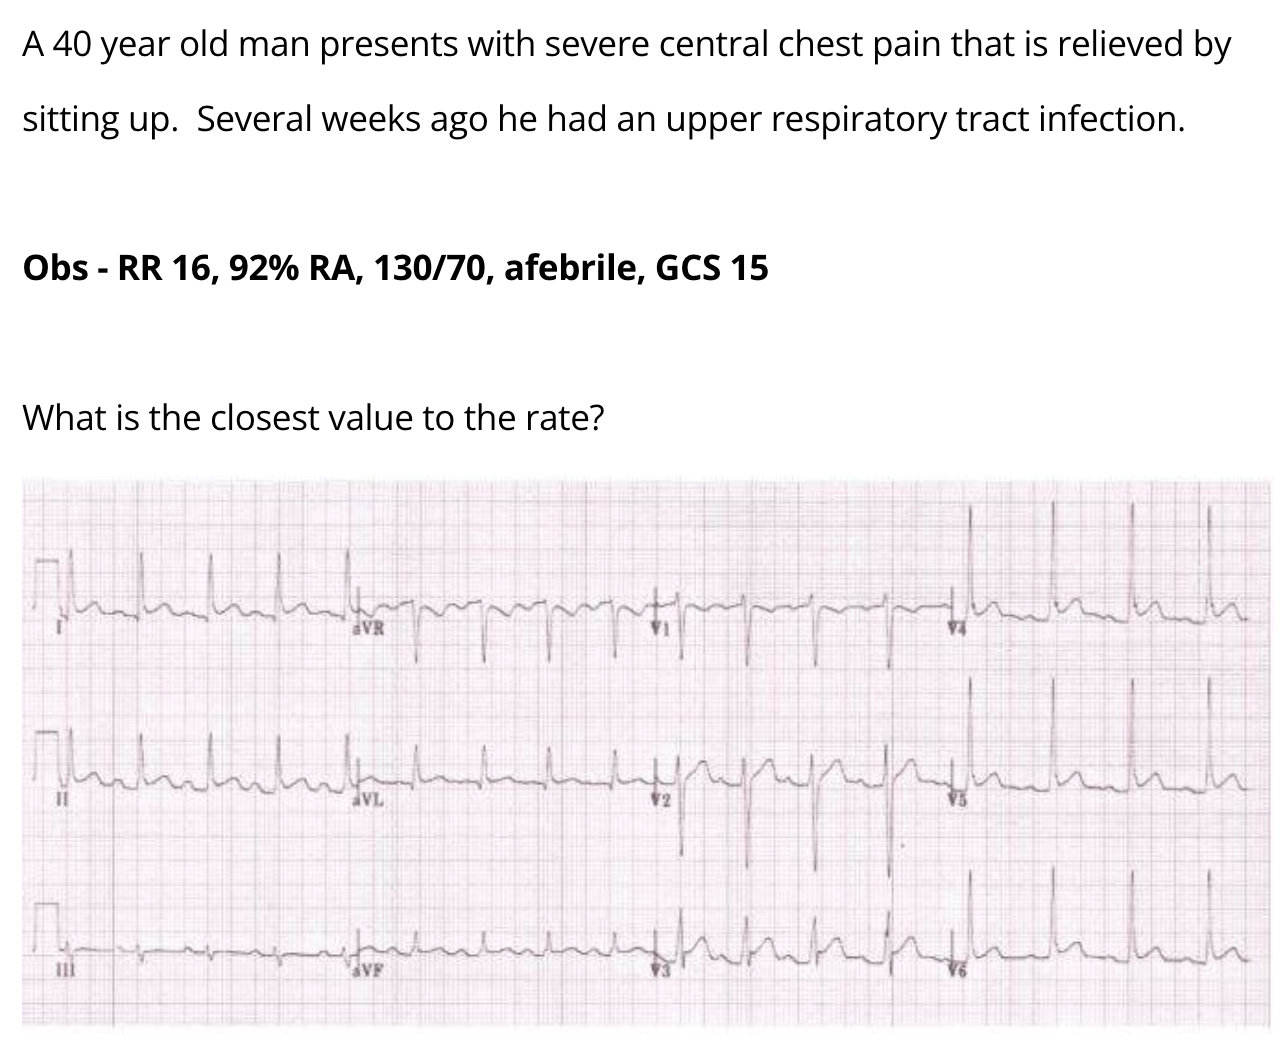 A 40 year old man presents with severe central chest pain that is relieved by
sitting up.  Several weeks ago he had an upper respiratory tract infection.
Obs - RR 16, 92% RA, 130/70, afebrile, GCS 15
What is the closest value to the rate?
I aVR V1 V4
II aVL V2 V5
III aVF V3 V6